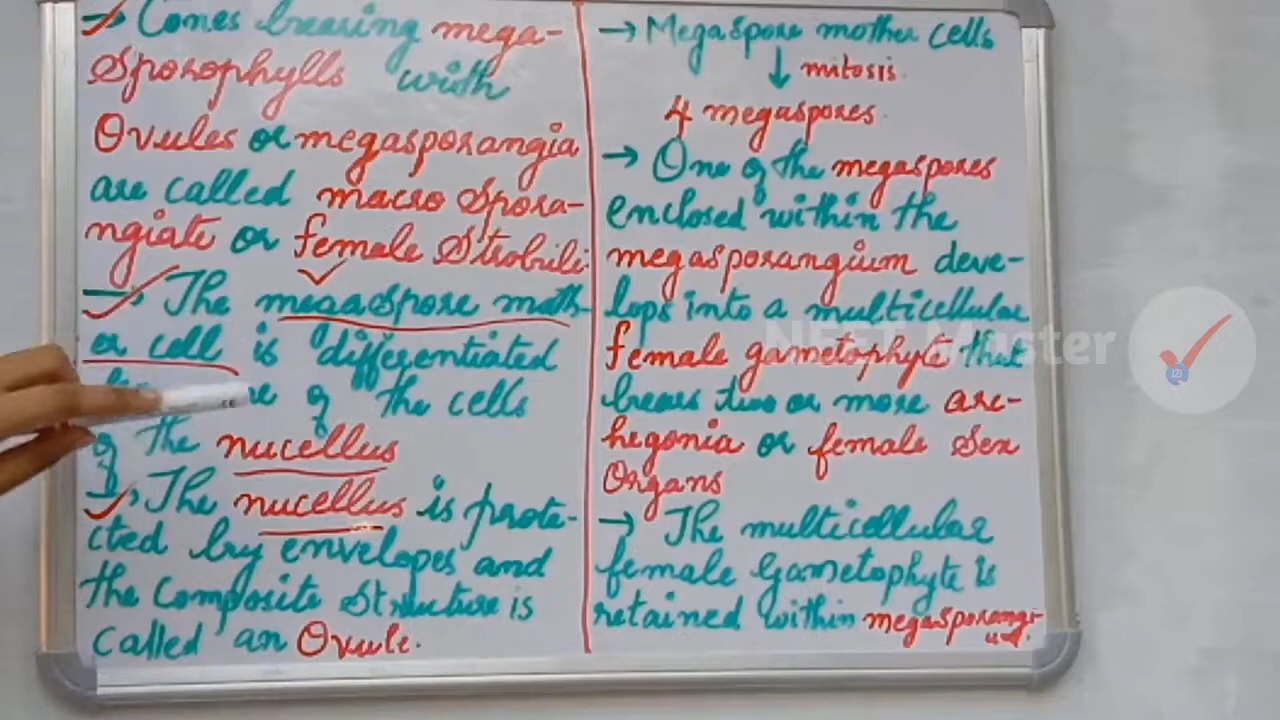 → Cones bearing mega-
Sporophylls with
Ovules or megasporangia
are called macro spora-
ngiate or female Strobili.
→ The megaspore moth-
er cell is differentiated
of the cells
of the nucellus
→ The nucellus is prote-
cted by envelopes and
the composite structure is
called an Ovule.
→ Megaspore mother cells
↓ mitosis.
4 megaspores.
→ One of the megaspores
enclosed within the
megasporangium deve-
lops into a multicellular
female gametophyte that
bears two or more arc-
hegonia or female sex
Organs
→ The multicellular
female gametophyte is
retained within megasporangi
um.
NEET Muster